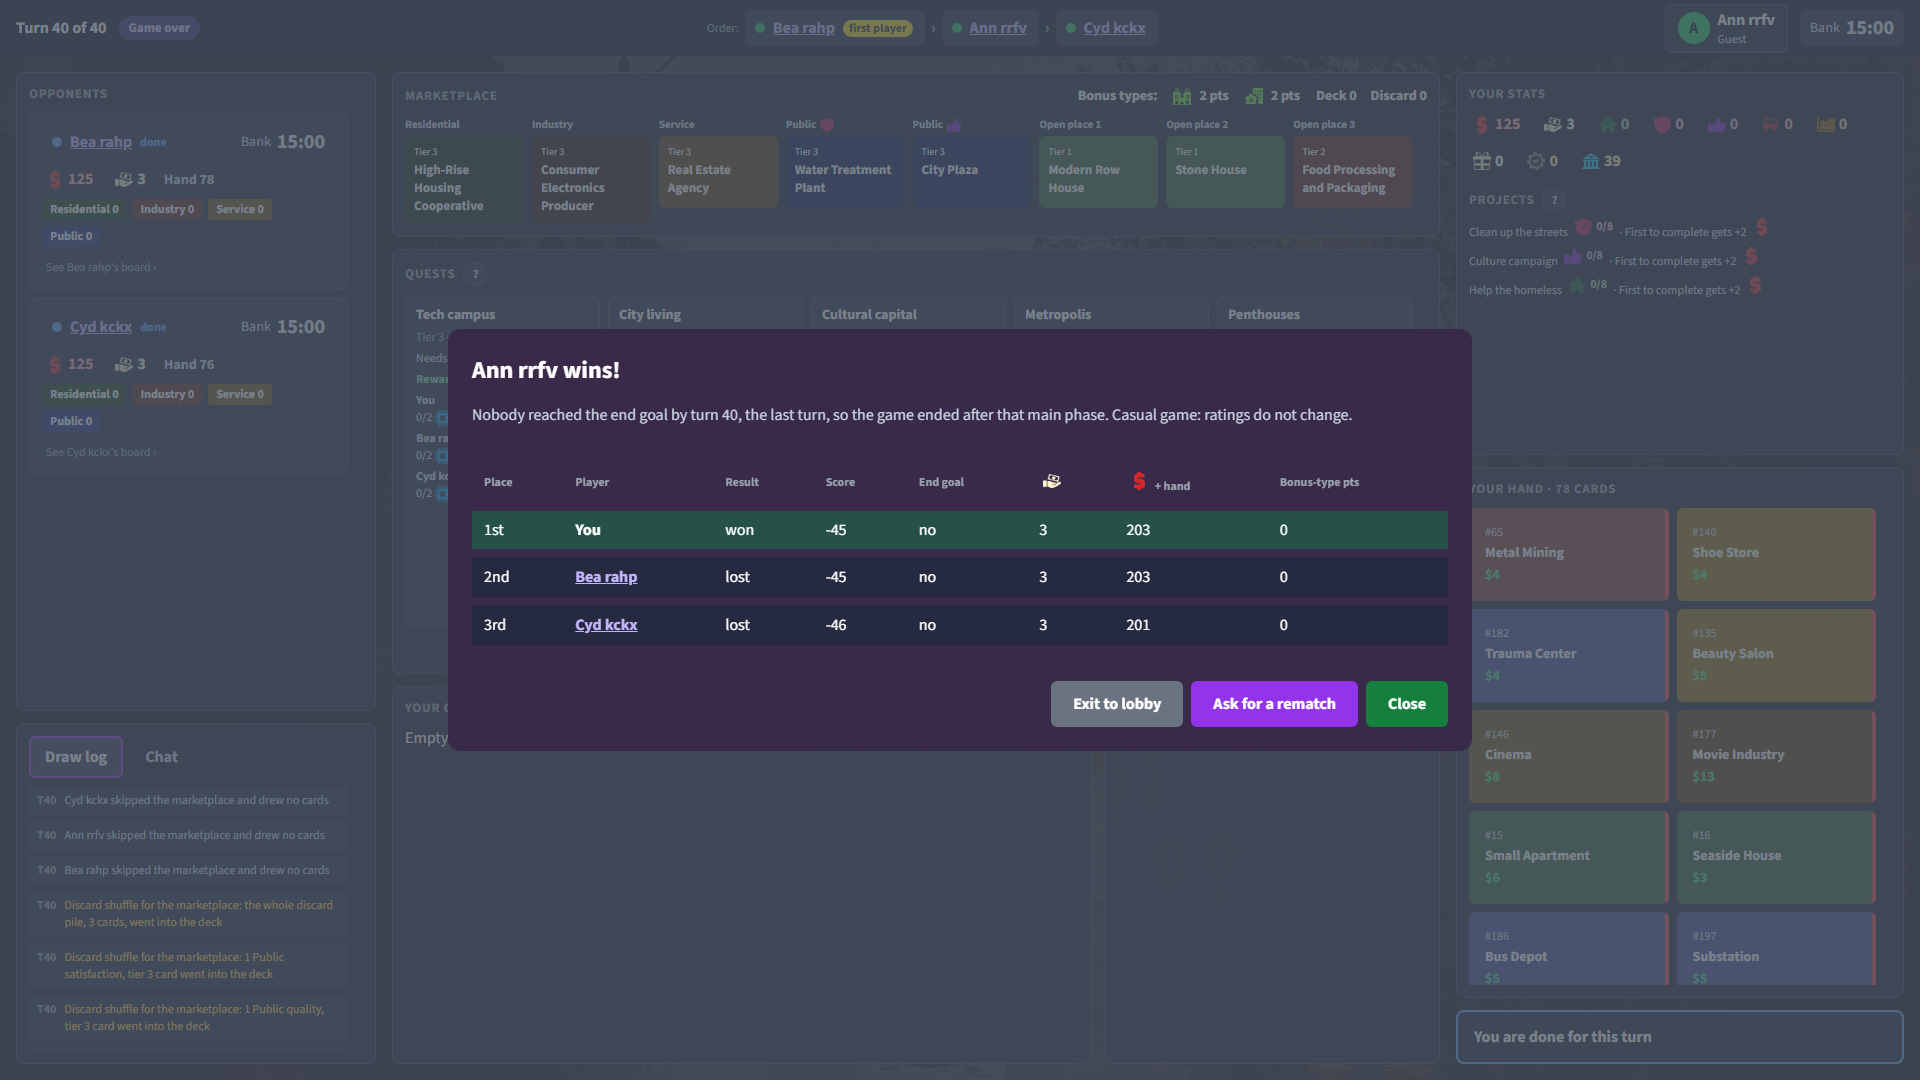 Turn 40 of 40 Game over
Order: Bea rahp first player › Ann rrfv › Cyd kckx
A Ann rrfv
Guest
Bank 15:00
OPPONENTS
Bea rahp done Bank 15:00
125 3 Hand 78
Residential 0 Industry 0 Service 0
Public 0
See Bea rahp's board ›
Cyd kckx done Bank 15:00
125 3 Hand 76
Residential 0 Industry 0 Service 0
Public 0
See Cyd kckx's board ›
Draw log Chat
T40 Cyd kckx skipped the marketplace and drew no cards
T40 Ann rrfv skipped the marketplace and drew no cards
T40 Bea rahp skipped the marketplace and drew no cards
T40 Discard shuffle for the marketplace: the whole discard
pile, 3 cards, went into the deck
T40 Discard shuffle for the marketplace: 1 Public
satisfaction, tier 3 card went into the deck
T40 Discard shuffle for the marketplace: 1 Public quality,
tier 3 card went into the deck
MARKETPLACE
Bonus types: 2 pts 2 pts Deck 0 Discard 0
Residential Industry Service Public Public Open place 1 Open place 2 Open place 3
Tier 3
High-Rise
Housing
Cooperative
Tier 3
Consumer
Electronics
Producer
Tier 3
Real Estate
Agency
Tier 3
Water Treatment
Plant
Tier 3
City Plaza
Tier 1
Modern Row
House
Tier 1
Stone House
Tier 2
Food Processing
and Packaging
QUESTS ?
Tech campus City living Cultural capital Metropolis Penthouses
Tier 3
Needs
You
0/2
0/2
0/2
Empty
Ann rrfv wins!
Nobody reached the end goal by turn 40, the last turn, so the game ended after that main phase. Casual game: ratings do not change.
Place Player Result Score End goal $ + hand Bonus-type pts
1st You won -45 no 3 203 0
2nd Bea rahp lost -45 no 3 203 0
3rd Cyd kckx lost -46 no 3 201 0
Exit to lobby Ask for a rematch Close
YOUR STATS
125 3 0 0 0 0 0
0 0 39
PROJECTS ?
Clean up the streets 0/8 · First to complete gets +2
Culture campaign 0/8 · First to complete gets +2
Help the homeless 0/8 · First to complete gets +2
YOUR HAND · 78 CARDS
#65
Metal Mining
$4
#140
Shoe Store
$4
#182
Trauma Center
$4
#135
Beauty Salon
$5
#146
Cinema
$8
#177
Movie Industry
$13
#15
Small Apartment
$6
#16
Seaside House
$3
#186
Bus Depot
$5
#197
Substation
$5
You are done for this turn